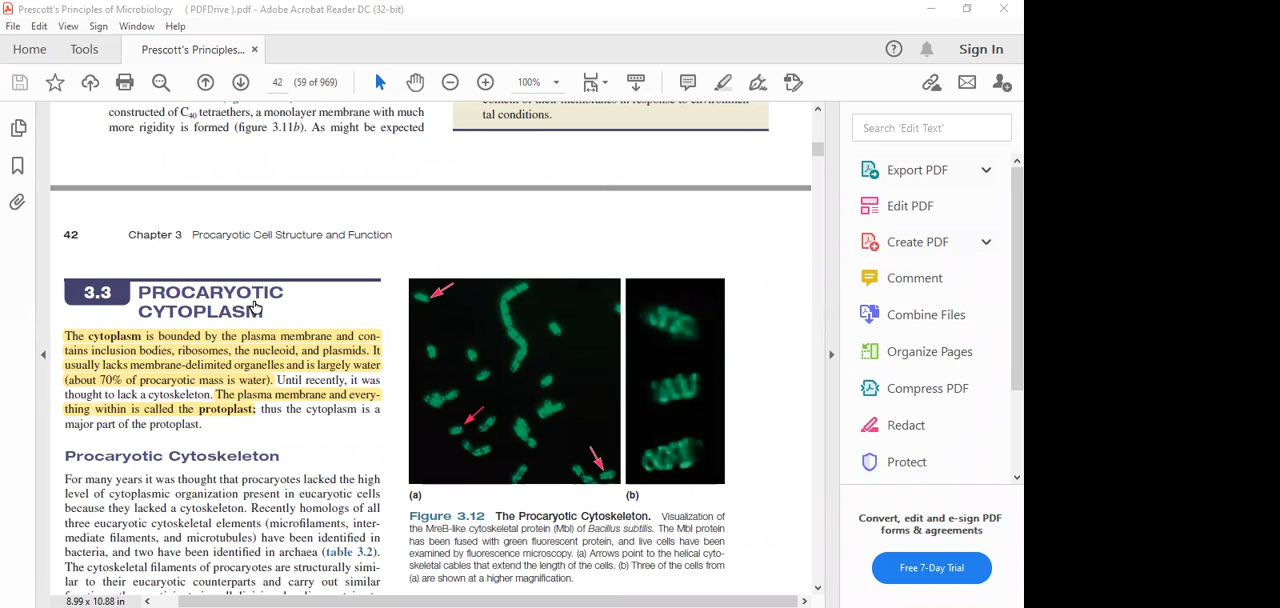 Prescott's Principles of Microbiology ( PDFDrive ).pdf - Adobe Acrobat Reader DC (32-bit)
File Edit View Sign Window Help
Home Tools Prescott's Principles... ×
Sign In
42 (59 of 969) 100%
constructed of C40 tetraethers, a monolayer membrane with much
more rigidity is formed (figure 3.11b). As might be expected
tal conditions.
42 Chapter 3 Procaryotic Cell Structure and Function
3.3 PROCARYOTIC
CYTOPLASM
The cytoplasm is bounded by the plasma membrane and con-
tains inclusion bodies, ribosomes, the nucleoid, and plasmids. It
usually lacks membrane-delimited organelles and is largely water
(about 70% of procaryotic mass is water). Until recently, it was
thought to lack a cytoskeleton. The plasma membrane and every-
thing within is called the protoplast; thus the cytoplasm is a
major part of the protoplast.
Procaryotic Cytoskeleton
For many years it was thought that procaryotes lacked the high
level of cytoplasmic organization present in eucaryotic cells
because they lacked a cytoskeleton. Recently homologs of all
three eucaryotic cytoskeletal elements (microfilaments, inter-
mediate filaments, and microtubules) have been identified in
bacteria, and two have been identified in archaea (table 3.2).
The cytoskeletal filaments of procaryotes are structurally simi-
lar to their eucaryotic counterparts and carry out similar
(a) (b)
Figure 3.12 The Procaryotic Cytoskeleton. Visualization of
the MreB-like cytoskeletal protein (Mbl) of Bacillus subtilis. The Mbl protein
has been fused with green fluorescent protein, and live cells have been
examined by fluorescence microscopy. (a) Arrows point to the helical cyto-
skeletal cables that extend the length of the cells. (b) Three of the cells from
(a) are shown at a higher magnification.
8.99 x 10.88 in
Search 'Edit Text'
Export PDF
Edit PDF
Create PDF
Comment
Combine Files
Organize Pages
Compress PDF
Redact
Protect
Convert, edit and e-sign PDF
forms & agreements
Free 7-Day Trial